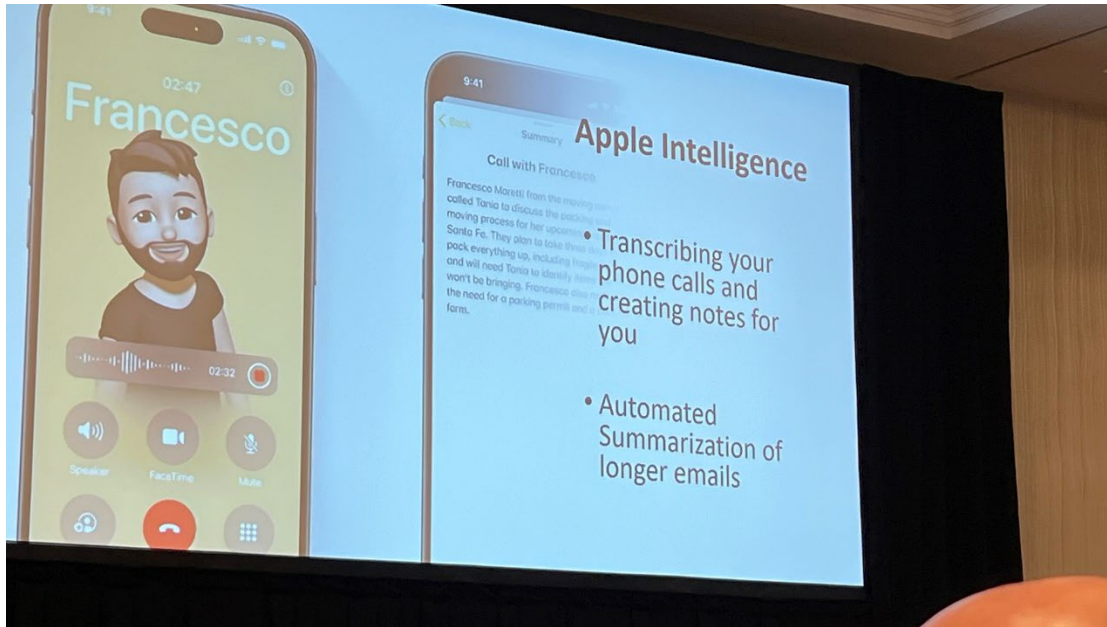 9:41
02:47
Francesco
02:32
Speaker
FaceTime
Mute
9:41
Back
Summary
Call with Francesco
Francesco Moretti from the moving
called Tania to discuss the packing and
moving process for her upcoming
Santa Fe. They plan to take three
pack everything up, including fragile
and will need Tania to identify items
won't be bringing. Francesco also
the need for a parking permit and a
form.
Apple Intelligence
• Transcribing your
phone calls and
creating notes for
you
• Automated
Summarization of
longer emails